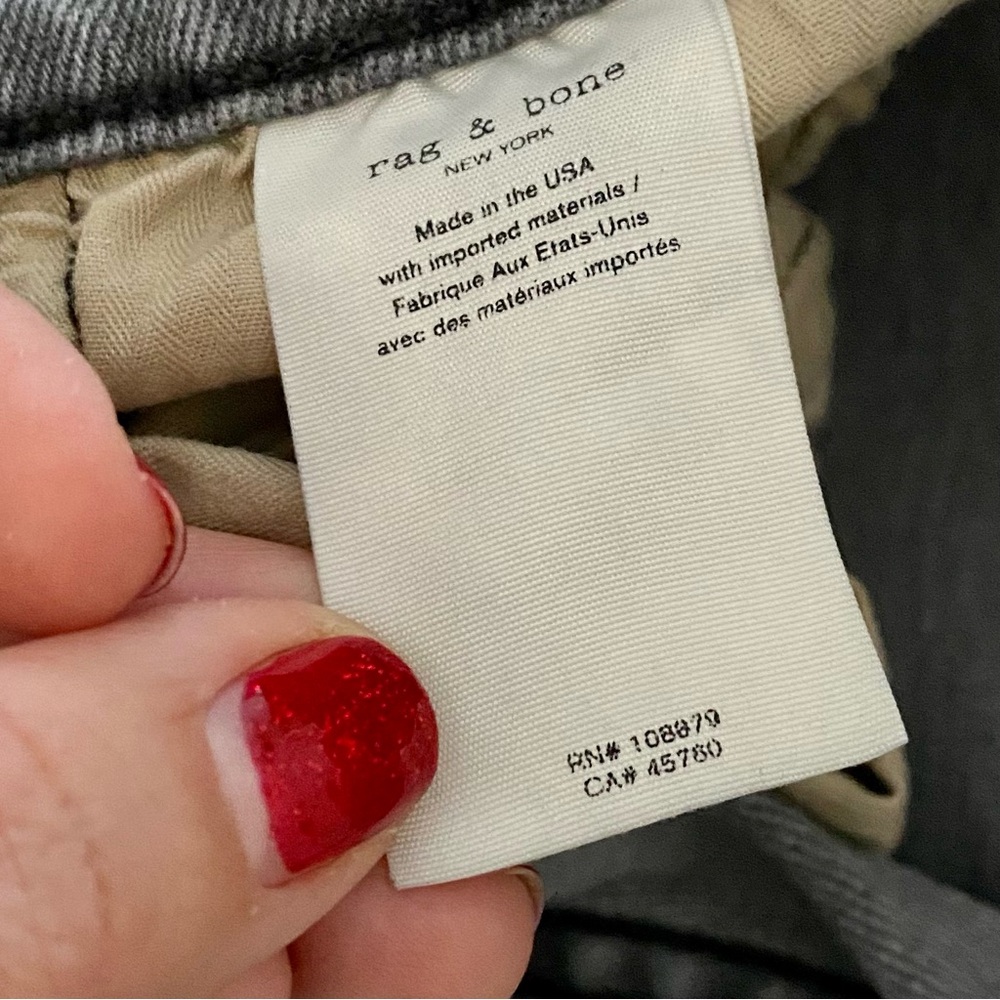 rag & bone
NEW YORK
Made in the USA
with imported materials /
Fabrique Aux Etats-Unis
avec des matériaux importés
RN# 108879
CA# 45780